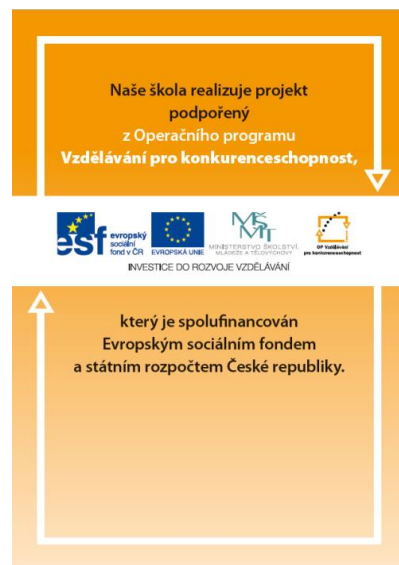 Naše škola realizuje projekt
podpořený
z Operačního programu
Vzdělávání pro konkurenceschopnost,
esf
evropský
sociální
fond v ČR
EVROPSKÁ UNIE
MŠMT
MINISTERSTVO ŠKOLSTVÍ,
MLÁDEŽE A TĚLOVÝCHOVY
OP Vzdělávání
pro konkurenceschopnost
INVESTICE DO ROZVOJE VZDĚLÁVÁNÍ
který je spolufinancován
Evropským sociálním fondem
a státním rozpočtem České republiky.